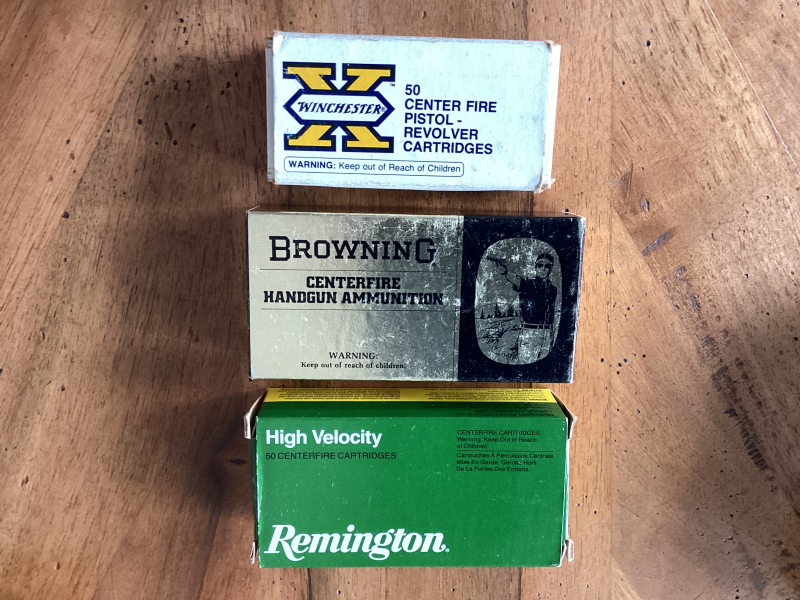 X
WINCHESTER®
™
50
CENTER FIRE
PISTOL -
REVOLVER
CARTRIDGES
WARNING: Keep out of Reach of Children
BROWNING
CENTERFIRE
HANDGUN AMMUNITION
WARNING:
Keep out of reach of children.
High Velocity
50 CENTERFIRE CARTRIDGES
CENTERFIRE CARTRIDGES
Warning: Keep Out of Reach
of Children
Cartouches À Percussion Centrale
Mise En Garde: Gardez Hors
De La Portée Des Enfants
Remington®